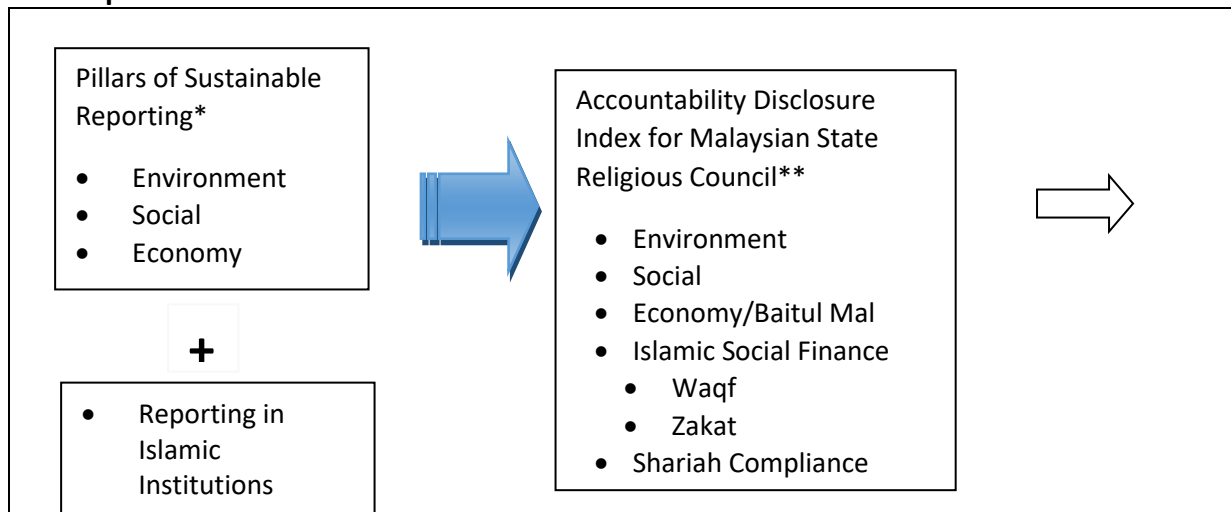 Pillars of Sustainable
Reporting*
• Environment
• Social
• Economy
+
• Reporting in
Islamic
Institutions
Accountability Disclosure
Index for Malaysian State
Religious Council**
• Environment
• Social
• Economy/Baitul Mal
• Islamic Social Finance
• Waqf
• Zakat
• Shariah Compliance